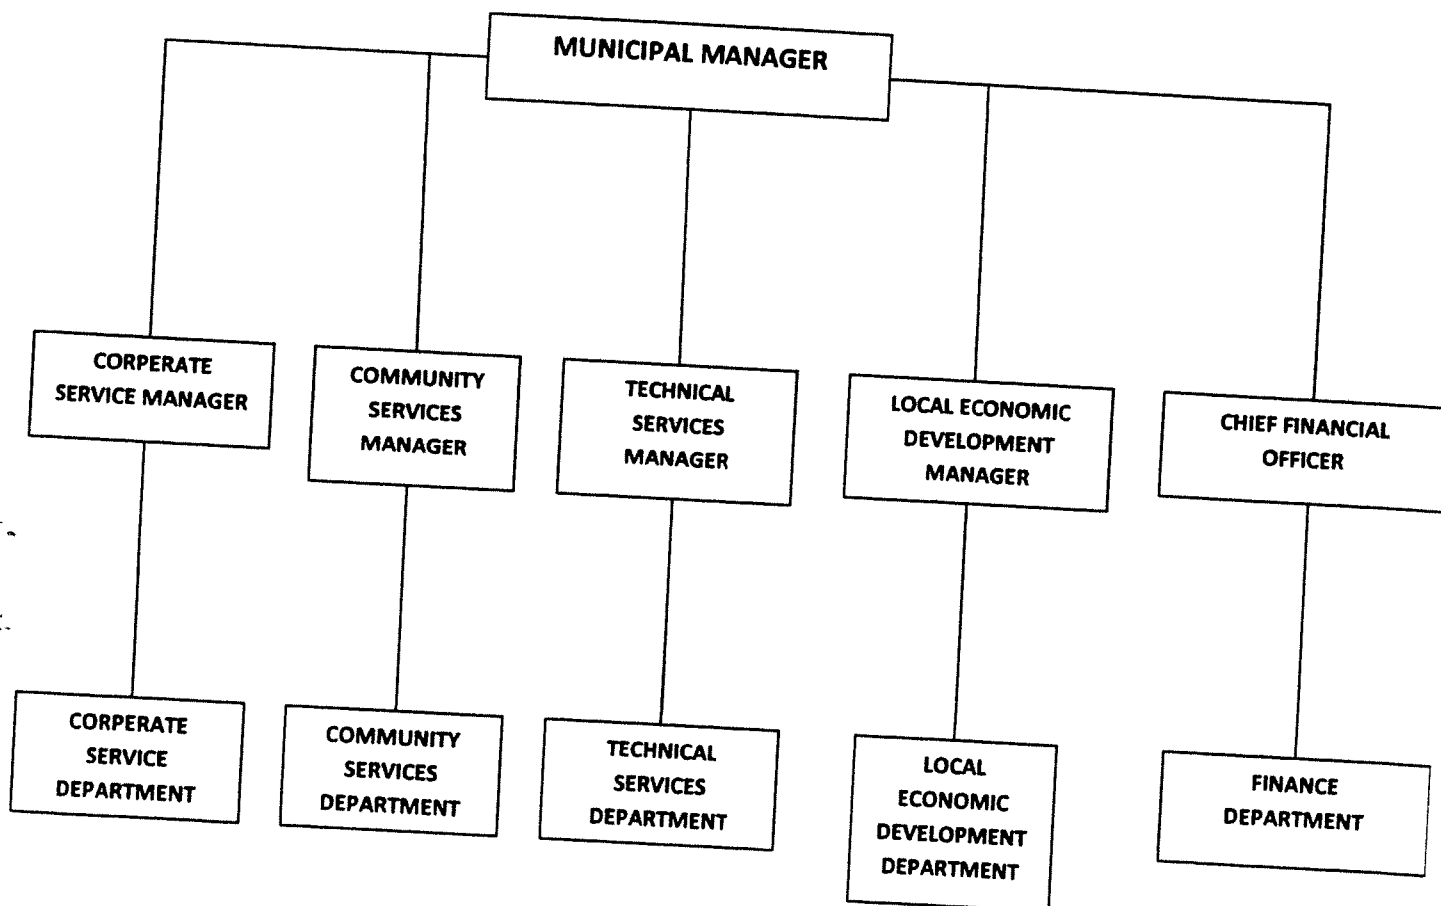 MUNICIPAL MANAGER
CORPERATE
SERVICE MANAGER
COMMUNITY
SERVICES
MANAGER
TECHNICAL
SERVICES
MANAGER
LOCAL ECONOMIC
DEVELOPMENT
MANAGER
CHIEF FINANCIAL
OFFICER
CORPERATE
SERVICE
DEPARTMENT
COMMUNITY
SERVICES
DEPARTMENT
TECHNICAL
SERVICES
DEPARTMENT
LOCAL
ECONOMIC
DEVELOPMENT
DEPARTMENT
FINANCE
DEPARTMENT